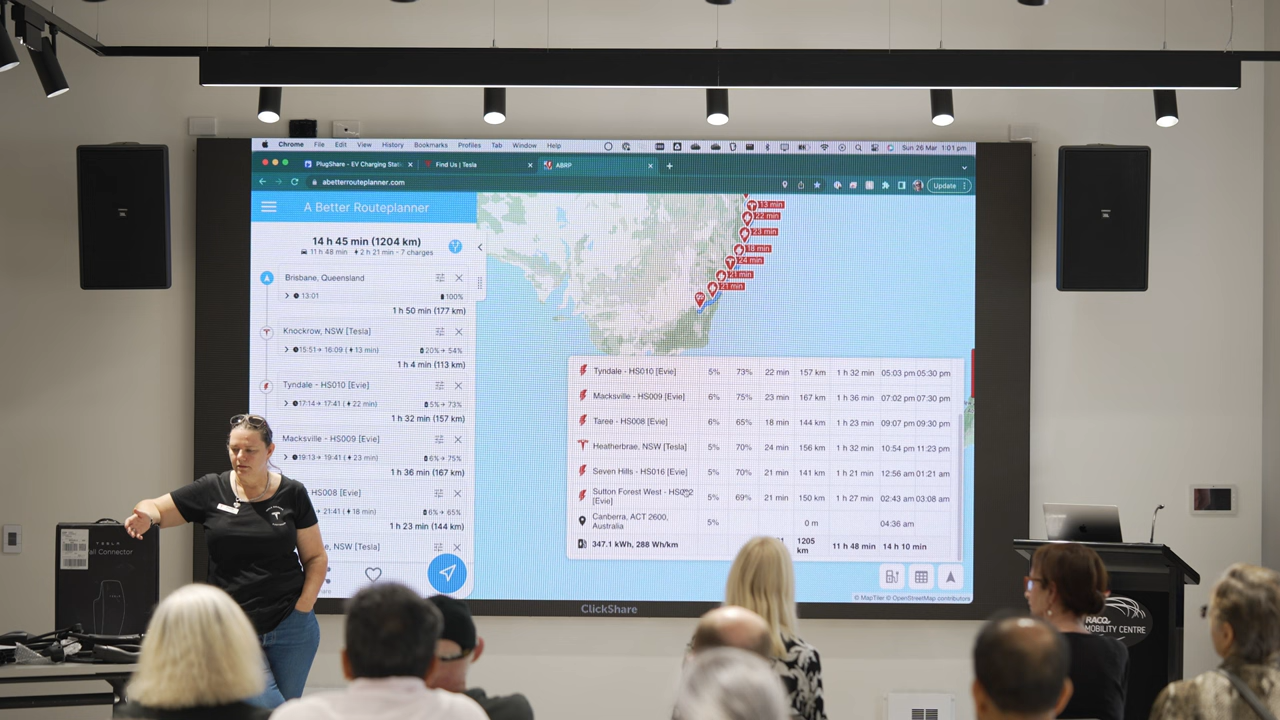 Chrome File Edit View History Bookmarks Profiles Tab Window Help
Sun 26 Mar 1:01 pm
PlugShare - EV Charging Stati
Find Us | Tesla
ABRP
abetterrouteplanner.com
Update
A Better Routeplanner
14 h 45 min (1204 km)
11 h 48 min 2 h 21 min - 7 charges
Brisbane, Queensland
13:01 100%
1 h 50 min (177 km)
Knockrow, NSW [Tesla]
15:51 → 16:09 ( 13 min) 20% → 54%
1 h 4 min (113 km)
Tyndale - HS010 [Evie]
17:14 → 17:41 ( 22 min) 5% → 73%
1 h 32 min (157 km)
Macksville - HS009 [Evie]
19:13 → 19:41 ( 23 min) 6% → 75%
1 h 36 min (167 km)
HS008 [Evie]
21:41 ( 18 min) 6% → 65%
1 h 23 min (144 km)
e, NSW [Tesla]
13 min
22 min
23 min
18 min
24 min
21 min
21 min
Tyndale - HS010 [Evie] 5% 73% 22 min 157 km 1 h 32 min 05:03 pm 05:30 pm
Macksville - HS009 [Evie] 6% 75% 23 min 167 km 1 h 36 min 07:02 pm 07:30 pm
Taree - HS008 [Evie] 6% 65% 18 min 144 km 1 h 23 min 09:07 pm 09:30 pm
Heatherbrae, NSW [Tesla] 5% 70% 24 min 156 km 1 h 32 min 10:54 pm 11:23 pm
Seven Hills - HS016 [Evie] 5% 70% 21 min 141 km 1 h 21 min 12:56 am 01:21 am
Sutton Forest West - HS002
[Evie] 5% 69% 21 min 150 km 1 h 27 min 02:43 am 03:08 am
Canberra, ACT 2600,
Australia 5% 0 m 04:36 am
347.1 kWh, 288 Wh/km 1205 km 11 h 48 min 14 h 10 min
© MapTiler © OpenStreetMap contributors
ClickShare
TESLA
Wall Connector
JBL
JBL
RACQ
MOBILITY CENTRE